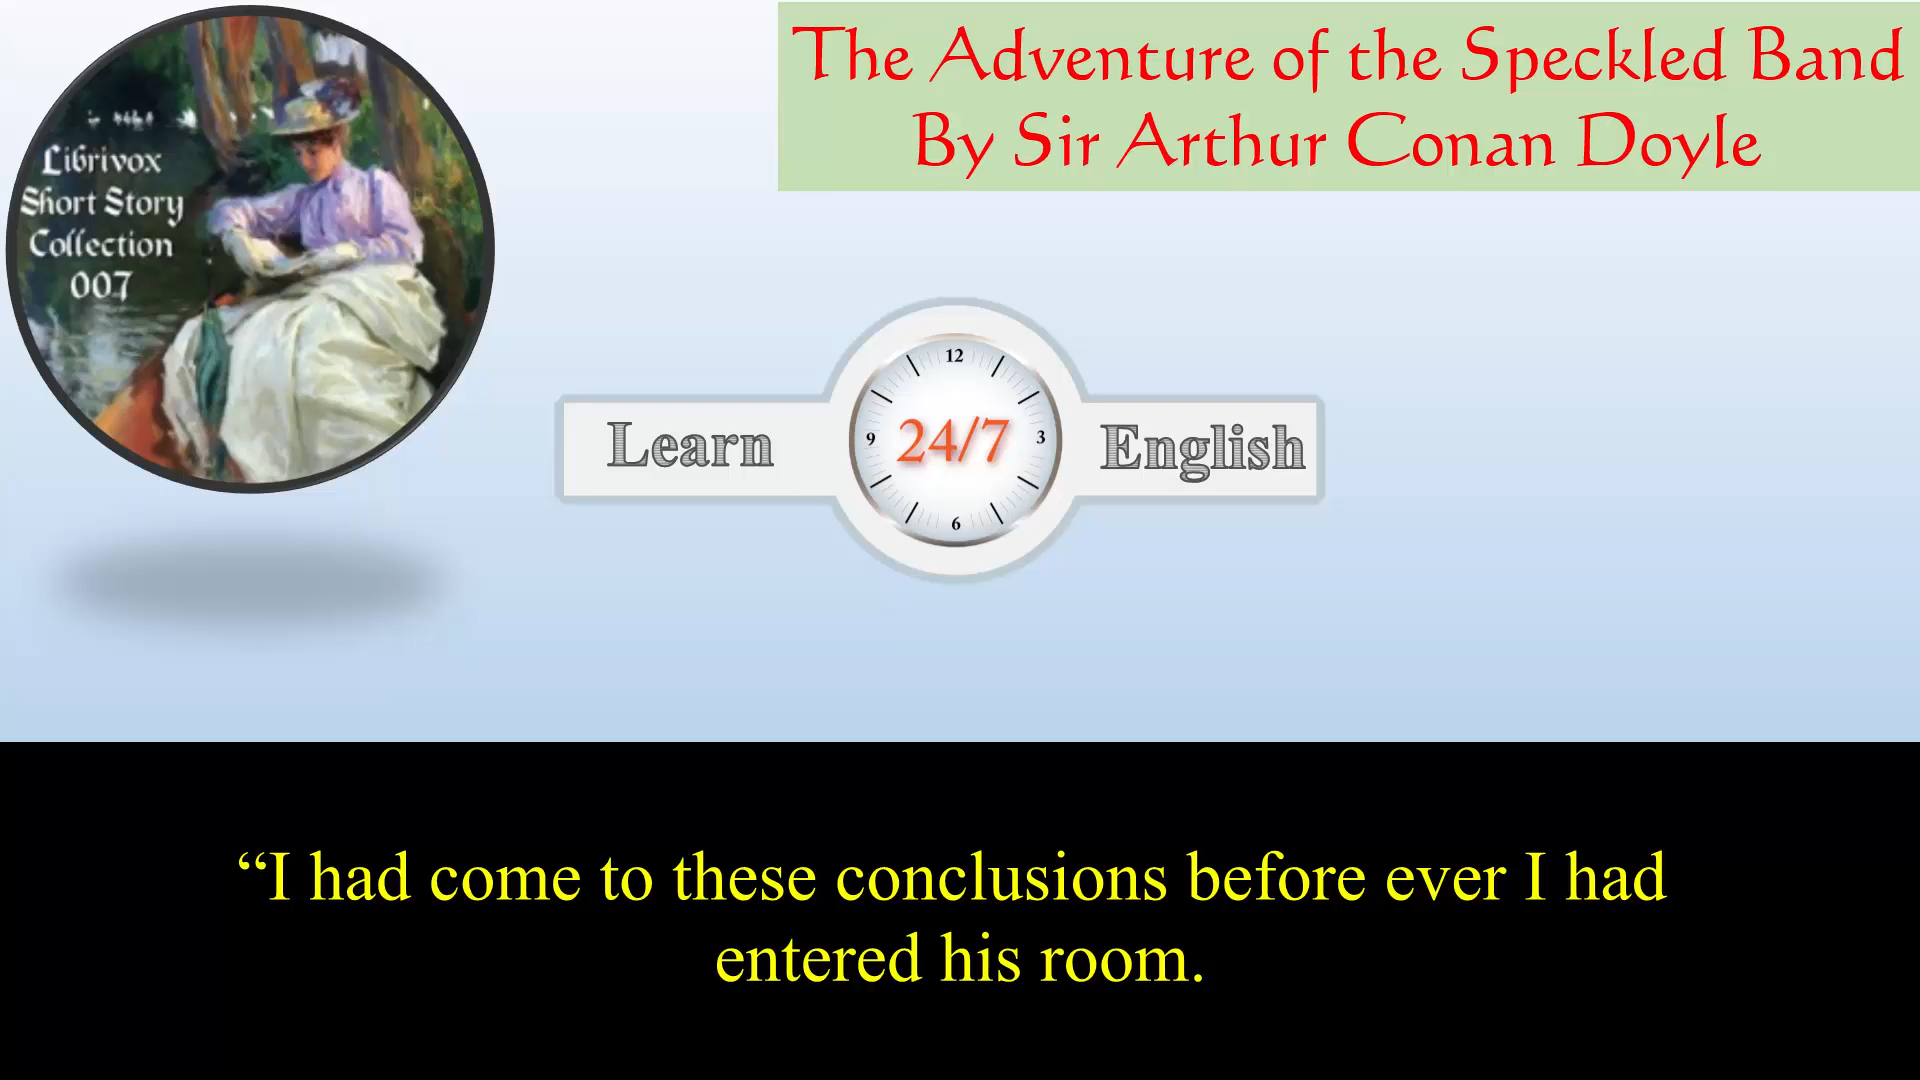 Librivox
Short Story
Collection
007
The Adventure of the Speckled Band
By Sir Arthur Conan Doyle
Learn
12
9
24/7
3
6
English
“I had come to these conclusions before ever I had
entered his room.